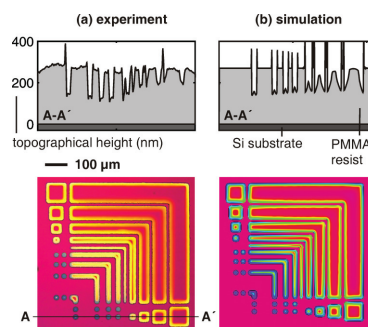 (a) experiment (b) simulation
400
200
0
A-A´ A-A´
topographical height (nm) Si substrate PMMA
resist
100 µm
A A´